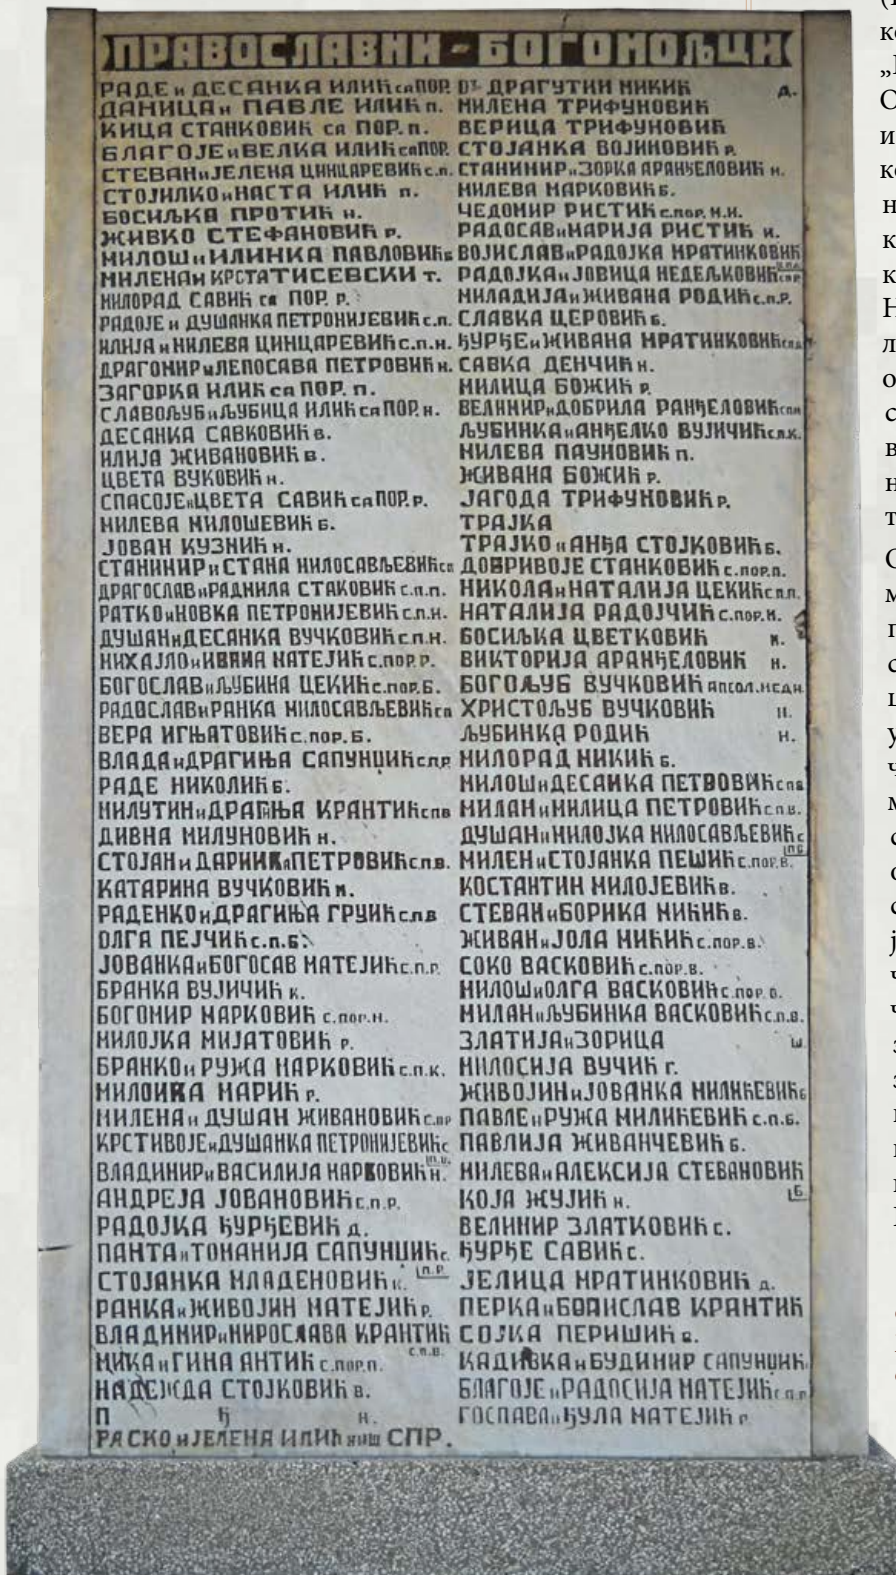 ПРАВОСЛАВНИ - БОГОМОЉЦИ
РАДЕ и ДЕСАНКА ИЛИЋ са ПОР.
ДАНИЦА и ПАВЛЕ ИЛИЋ п.
КИЦА СТАНКОВИЋ са ПОР. п.
БЛАГОЈЕ и ВЕЛКА ИЛИЋ са ПОР.
СТЕВАН и ЈЕЛЕНА ЦИНЦАРЕВИЋ с.п.
СТОЈИЛКО и НАСТА ИЛИЋ п.
БОСИЉКА ПРОТИЋ н.
ЖИВКО СТЕФАНОВИЋ р.
МИЛОШ и ИЛИНКА ПАВЛОВИЋ
МИЛЕНА и КРСТА ТИСЕВСКИ т.
МИЛОРАД САВИЋ са ПОР. р.
РАДОЈЕ и ДУШАНКА ПЕТРОНИЈЕВИЋ с.п.
ИЛИЈА и МИЛЕВА ЦИНЦАРЕВИЋ с.п.н.
ДРАГОМИР и ЛЕПОСАВА ПЕТРОВИЋ н.
ЗАГОРКА ИЛИЋ са ПОР. п.
СЛАВОЉУБ и ЉУБИЦА ИЛИЋ са ПОР. н.
ДЕСАНКА САВКОВИЋ в.
ИЛИЈА ЖИВАНОВИЋ в.
ЦВЕТА ВУКОВИЋ н.
СПАСОЈЕ и ЦВЕТА САВИЋ са ПОР. р.
МИЛЕВА МИЛОШЕВИЋ Б.
ЈОВАН КУЗМИЋ н.
СТАНИМИР и СТАНА МИЛОСАВЉЕВИЋ сп
ДРАГОСЛАВ и РАДМИЛА СТАКОВИЋ с.п.п.
РАТКО и НОВКА ПЕТРОНИЈЕВИЋ с.п.н.
ДУШАН и ДЕСАНКА ВУЧКОВИЋ с.п.н.
МИХАЈЛО и ИВАНА МАТЕЈИЋ с.пор.р.
БОГОСЛАВ и ЉУБИНА ЦЕКИЋ с.пор.Б.
РАДОСЛАВ и РАНКА МИЛОСАВЉЕВИЋ сп
ВЕРА ИГЊАТОВИЋ с.пор.Б.
ВЛАДА и ДРАГИЊА САПУНЏИЋ с.п.р.
РАДЕ НИКОЛИЋ Б.
МИЛУТИН и ДРАГИЊА КРАНТИЋ спв
ДИВНА МИЛУНОВИЋ н.
СТОЈАН и ДАРИНКА ПЕТРОВИЋ с.п.в.
КАТАРИНА ВУЧКОВИЋ н.
РАДЕНКО и ДРАГИЊА ГРУИЋ с.п.в
ОЛГА ПЕЈЧИЋ с.п.Б.
ЈОВАНКА и БОГОСАВ МАТЕЈИЋ с.п.р.
БРАНКА ВУЈИЧИЋ к.
БОГОМИР МАРКОВИЋ с.пор.н.
МИЛОЈКА МИЈАТОВИЋ р.
БРАНКО и РУЖА МАРКОВИЋ с.п.к.
МИЛОИКА МАРИЋ р.
МИЛЕНА и ДУШАН ЖИВАНОВИЋ с.пр
КРСТИВОЈЕ и ДУШАНКА ПЕТРОНИЈЕВИЋ с
ВЛАДИМИР и ВАСИЛИЈА МАРКОВИЋ н.
АНДРЕЈА ЈОВАНОВИЋ с.п.р.
РАДОЈКА ЂУРЂЕВИЋ д.
ПАНТА и ТОМАНИЈА САПУНЏИЋ с.
СТОЈАНКА МЛАДЕНОВИЋ к. п.р.
РАНКА и ЖИВОЈИН МАТЕЈИЋ р.
ВЛАДИМИР и МИРОСЛАВА КРАНТИЋ
МИКА и ГИНА АНТИЋ с.пор.п. с.п.в.
НАДЕЖДА СТОЈКОВИЋ в.
П Ђ н.
РАСКО и ЈЕЛЕНА ИЛИЋ НИШ СПР.
Др ДРАГУТИН МИКИЋ д.
МИЛЕНА ТРИФУНОВИЋ
ВЕРИЦА ТРИФУНОВИЋ
СТОЈАНКА ВОЈИНОВИЋ р.
СТАНИМИР и ЗОРКА АРАНЂЕЛОВИЋ н.
МИЛЕВА МАРКОВИЋ Б.
ЧЕДОМИР РИСТИЋ с.пор.н.и.
РАДОСАВ и МАРИЈА РИСТИЋ и.
ВОЈИСЛАВ и РАДОЈКА МРАТИНКОВИЋ
РАДОЈКА и ЈОВИЦА НЕДЕЉКОВИЋ
МИЛАДИЈА и ЖИВАНА РОДИЋ с.п.р.
СЛАВКА ЦЕРОВИЋ Б.
ЂУРЂЕ и ЖИВАНА МРАТИНКОВИЋ с.п.д
САВКА ДЕНЧИЋ н.
МИЛИЦА БОЖИЋ р.
ВЕЛИМИР и ДОБРИЛА РАНЂЕЛОВИЋ
ЉУБИНКА и АНЂЕЛКО ВУЈИЧИЋ с.п.к.
МИЛЕВА ПАУНОВИЋ п.
ЖИВАНА БОЖИЋ р.
ЈАГОДА ТРИФУНОВИЋ р.
ТРАЈКА
ТРАЈКО и АНЂА СТОЈКОВИЋ Б.
ДОБРИВОЈЕ СТАНКОВИЋ с.пор.п.
НИКОЛА и НАТАЛИЈА ЦЕКИЋ с.п.п.
НАТАЛИЈА РАДОЈЧИЋ с.пор.н.
БОСИЉКА ЦВЕТКОВИЋ н.
ВИКТОРИЈА АРАНЂЕЛОВИЋ н.
БОГОЉУБ ВУЧКОВИЋ апсол.
ХРИСТОЉУБ ВУЧКОВИЋ н.
ЉУБИНКА РОДИЋ н.
МИЛОРАД МИКИЋ Б.
МИЛОШ и ДЕСАНКА ПЕТРОВИЋ спв
МИЛАН и МИЛИЦА ПЕТРОВИЋ с.п.в.
ДУШАН и МИЛОЈКА МИЛОСАВЉЕВИЋ с
МИЛЕН и СТОЈАНКА ПЕШИЋ с.пор.в.
КОСТАНТИН МИЛОЈЕВИЋ в.
СТЕВАН и БОРИКА МИЋИЋ в.
ЖИВАН и ЈОЛА МИЋИЋ с.пор.в.
СОКО ВАСКОВИЋ с.пор.в.
МИЛОШ и ОЛГА ВАСКОВИЋ с.пор.в.
МИЛАН и ЉУБИНКА ВАСКОВИЋ с.п.в.
ЗЛАТИЈА и ЗОРИЦА ш.
МИЛОСИЈА ВУЧИЋ г.
ЖИВОЈИН и ЈОВАНКА МИЛИЋЕВИЋ Б
ПАВЛЕ и РУЖА МИЛИЋЕВИЋ с.п.Б.
ПАВЛИЈА ЖИВАНЧЕВИЋ Б.
МИЛЕВА и АЛЕКСИЈА СТЕВАНОВИЋ
КОЈА ЖУЈИЋ н. Б.
ВЕЛИМИР ЗЛАТКОВИЋ с.
ЂУРЂЕ САВИЋ с.
ЈЕЛИЦА МРАТИНКОВИЋ д.
ПЕРКА и БОРИСЛАВ КРАНТИЋ
СОЈКА ПЕРИШИЋ в.
КАДИВКА и БУДИМИР САПУНЏИЋ
БЛАГОЈЕ и РАДОСИЈА МАТЕЈИЋ с.п.р
ГОСПАВА и ЂУЛА МАТЕЈИЋ р